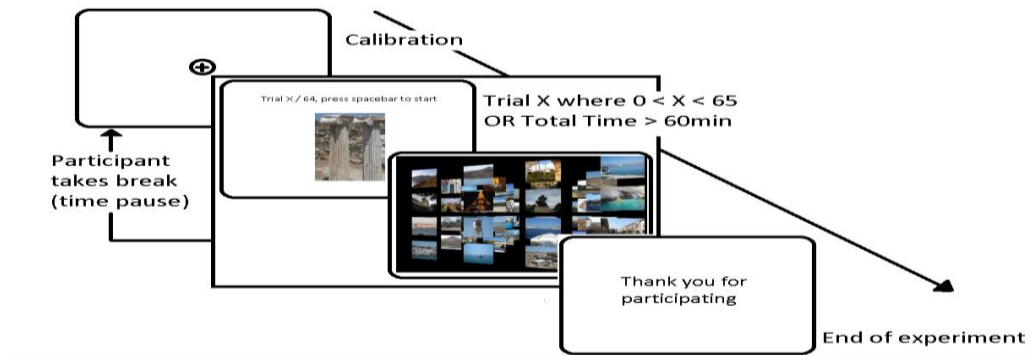 Calibration
Trial X / 64, press spacebar to start
Trial X where 0 < X < 65
OR Total Time > 60min
Participant
takes break
(time pause)
Thank you for
participating
End of experiment